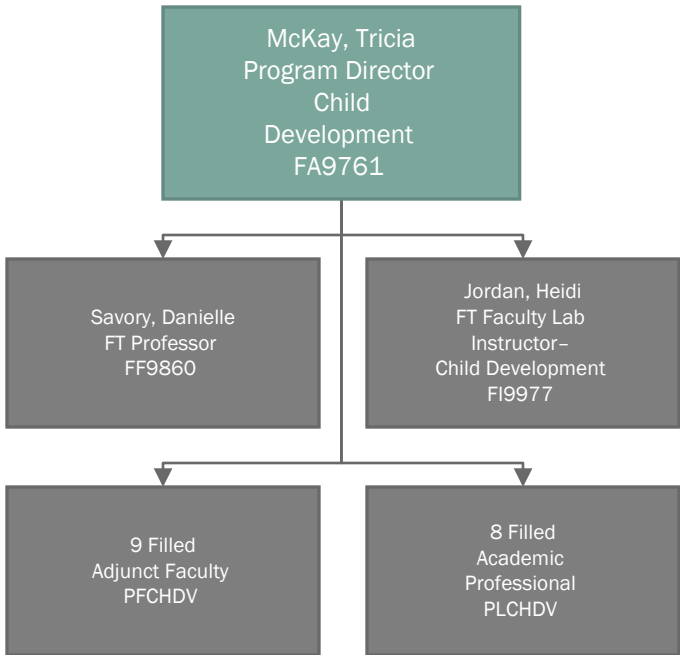 McKay, Tricia
Program Director
Child
Development
FA9761
Savory, Danielle
FT Professor
FF9860
Jordan, Heidi
FT Faculty Lab
Instructor–
Child Development
FI9977
9 Filled
Adjunct Faculty
PFCHDV
8 Filled
Academic
Professional
PLCHDV